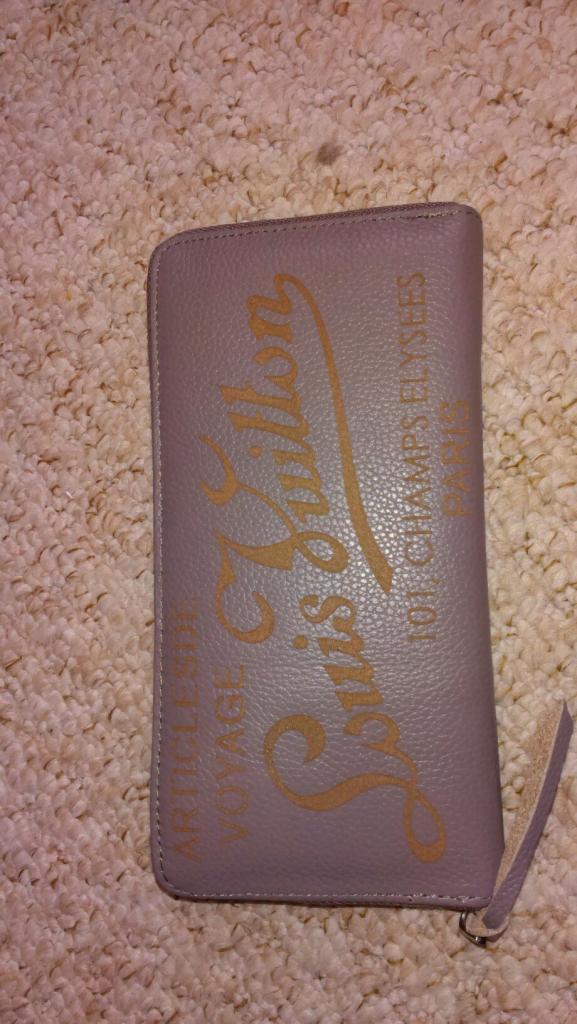 ARTICLESDE
VOYAGE
Louis Vuitton
101, CHAMPS ELYSEES
PARIS